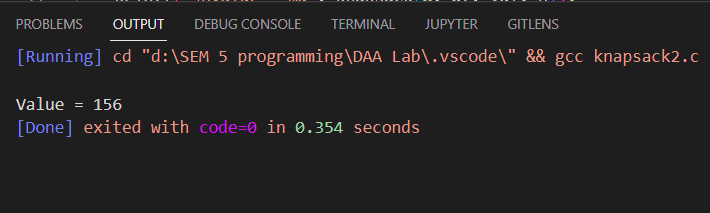 PROBLEMS OUTPUT DEBUG CONSOLE TERMINAL JUPYTER GITLENS
[Running] cd "d:\SEM 5 programming\DAA Lab\.vscode\" && gcc knapsack2.c
Value = 156
[Done] exited with code=0 in 0.354 seconds